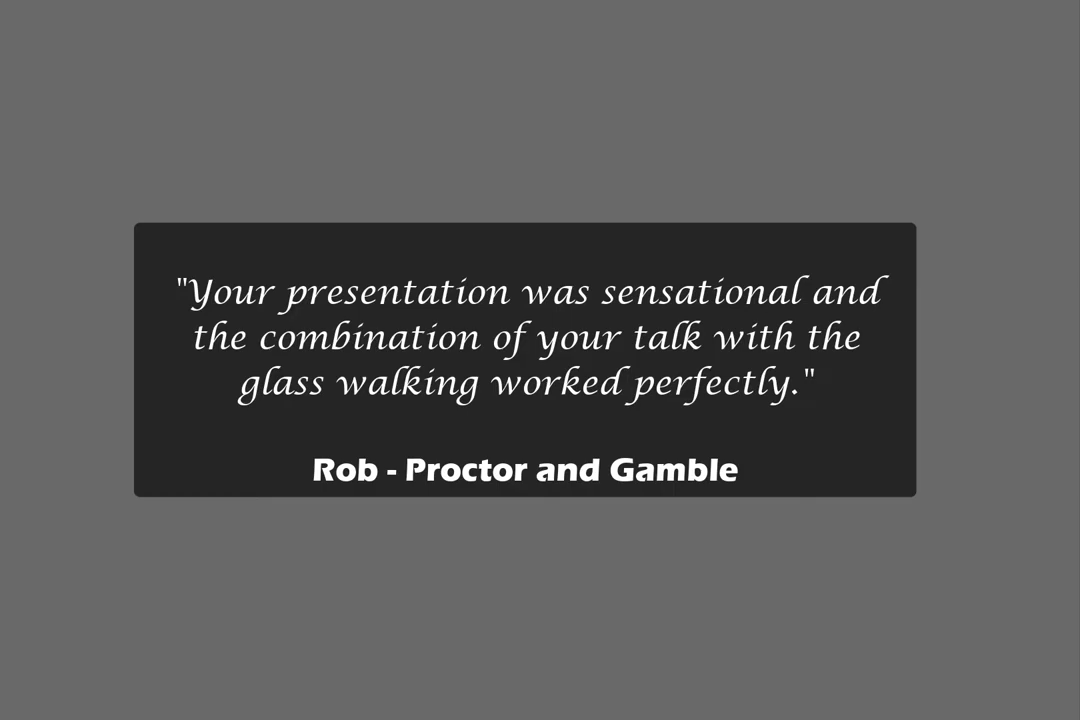 "Your presentation was sensational and
the combination of your talk with the
glass walking worked perfectly."
Rob - Proctor and Gamble